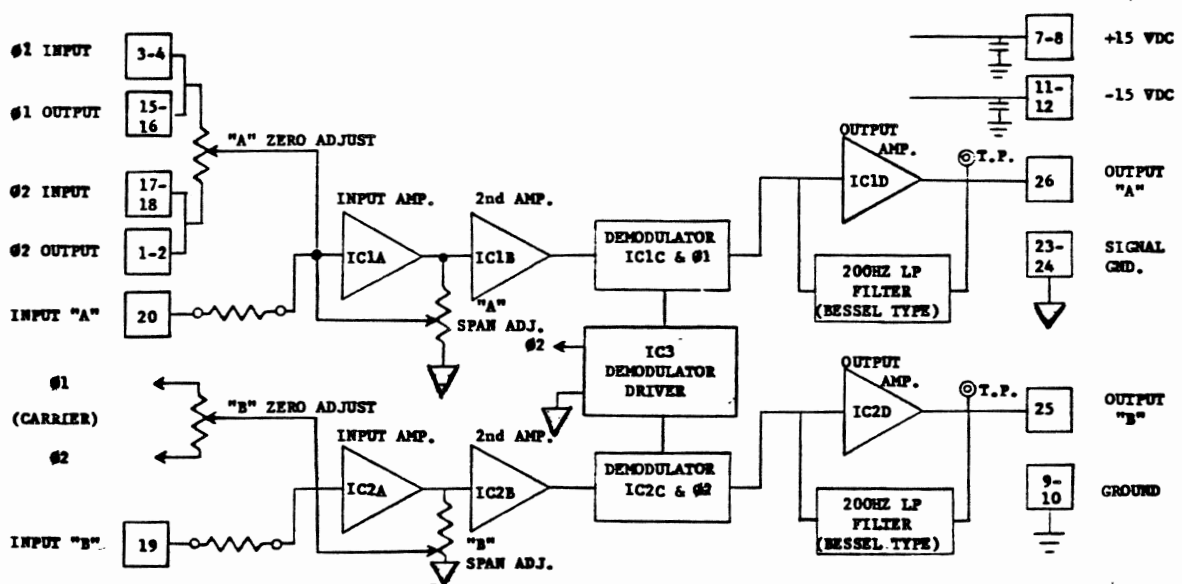 Ø1 INPUT
3-4
Ø1 OUTPUT
15-
16
"A" ZERO ADJUST
Ø2 INPUT
17-
18
Ø2 OUTPUT
1-2
INPUT "A"
20
INPUT AMP.
IC1A
2nd AMP.
IC1B
"A"
SPAN ADJ.
DEMODULATOR
IC1C & Ø1
OUTPUT
AMP.
IC1D
T.P.
200HZ LP
FILTER
(BESSEL TYPE)
7-8
+15 VDC
11-
12
-15 VDC
26
OUTPUT
"A"
23-
24
SIGNAL
GND.
Ø2
IC3
DEMODULATOR
DRIVER
Ø1
(CARRIER)
Ø2
"B" ZERO ADJUST
INPUT "B"
19
INPUT AMP.
IC2A
2nd AMP.
IC2B
"B"
SPAN ADJ.
DEMODULATOR
IC2C & Ø2
OUTPUT
AMP.
IC2D
T.P.
200HZ LP
FILTER
(BESSEL TYPE)
25
OUTPUT
"B"
9-
10
GROUND